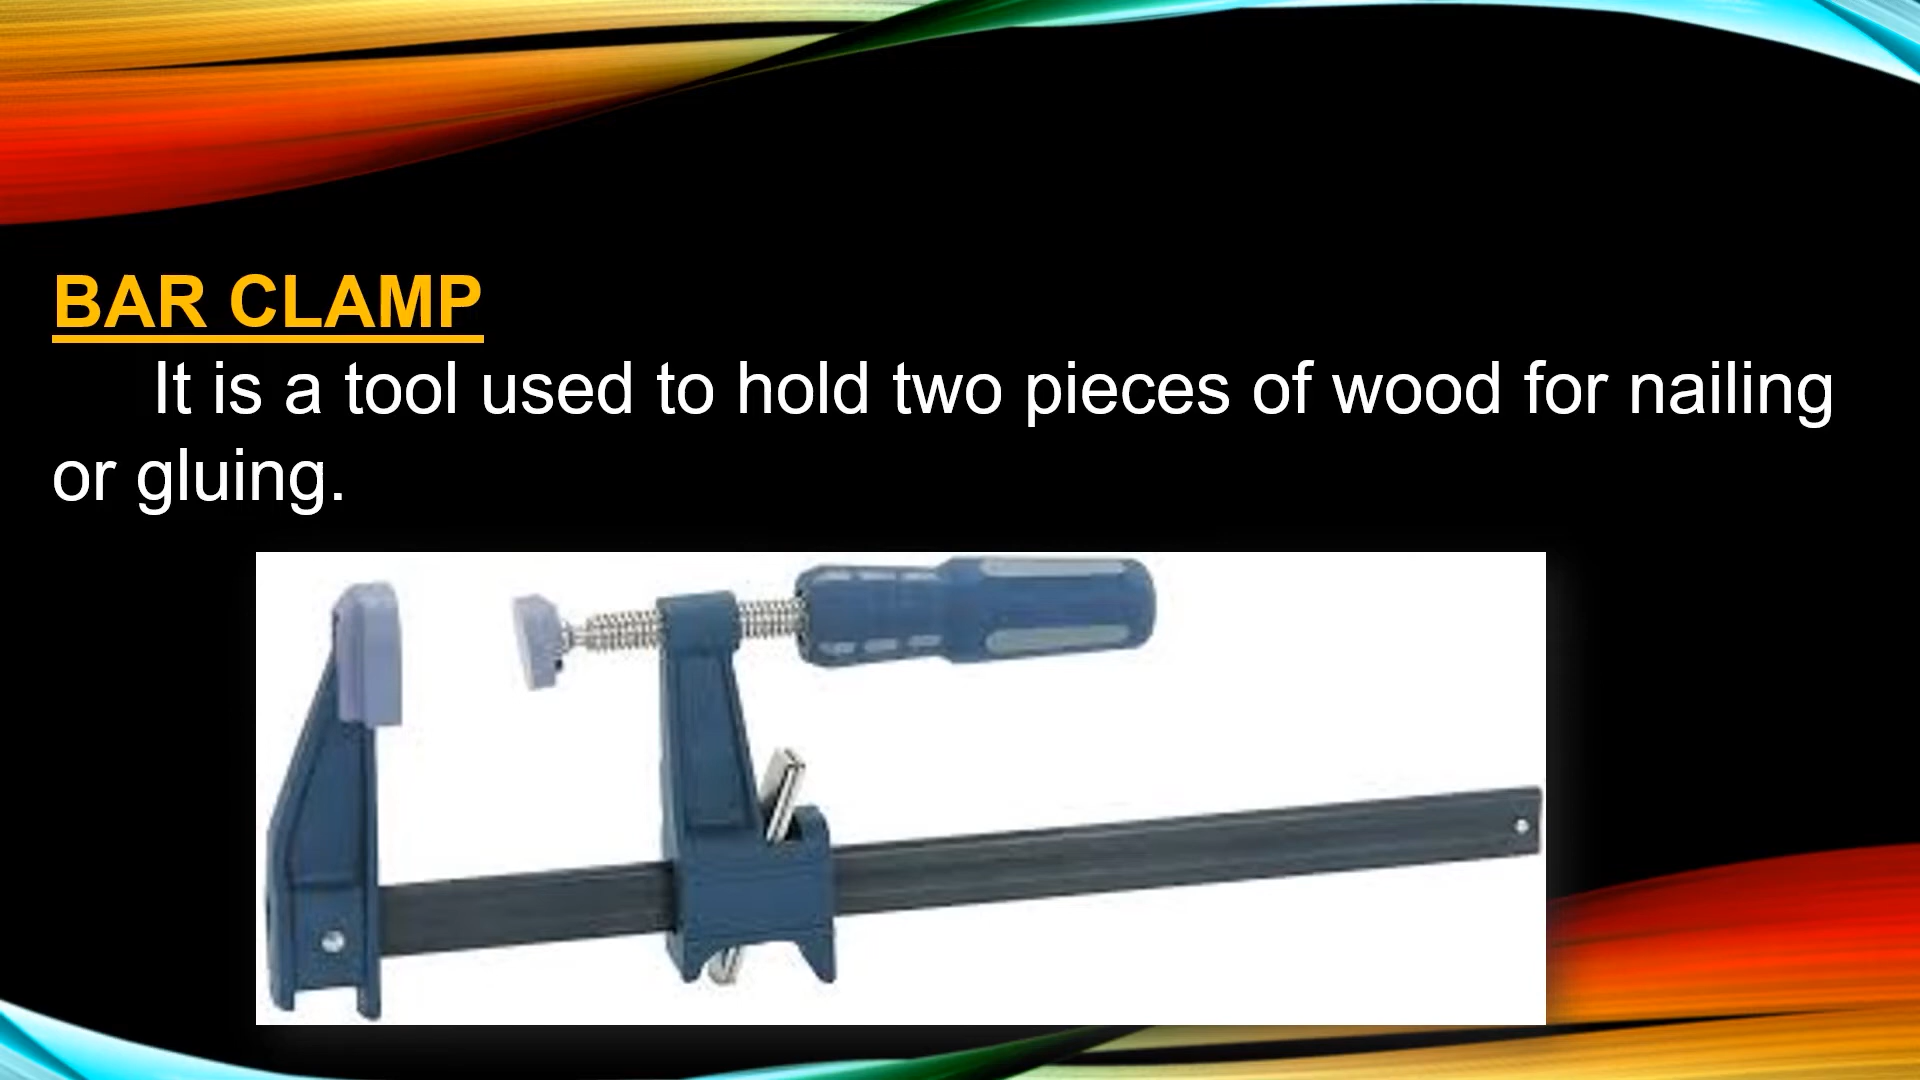 BAR CLAMP
It is a tool used to hold two pieces of wood for nailing
or gluing.